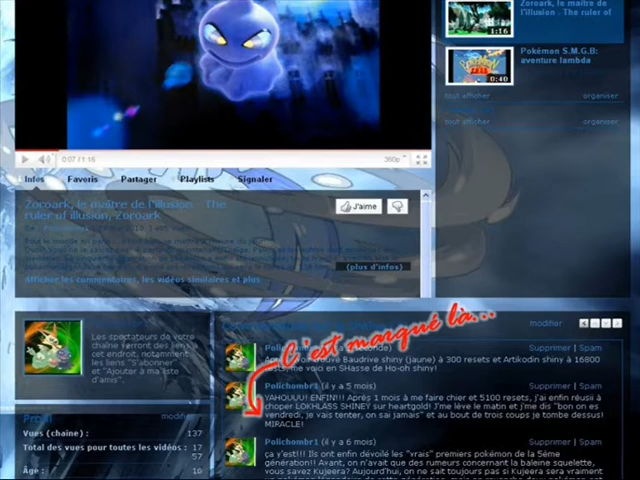 Zoroark, le maître de
l'illusion - The ruler of
1:16
Pokémon S.M.G.B:
aventure lambda
0:40
tout afficher organiser
tout afficher organiser
0:07 / 1:16 360p
Infos Favoris Partager Playlists Signaler
Zoroark, le maître de l'illusion - The
ruler of illusion, Zoroark
J'aime
(plus d'infos)
Afficher les commentaires, les vidéos similaires et plus
C'est marqué là...
modifier
Les spectateurs de votre
chaîne verront des liens à
cet endroit, notamment
les liens "S'abonner"
et "Ajouter à ma liste
d'amis".
Supprimer | Spam
trouve Baudrive shiny (jaune) à 300 resets et Artikodin shiny à 16800
me voici en SHasse de Ho-oh shiny!
Polichombr1 (il y a 5 mois) Supprimer | Spam
YAHOUUU! ENFIN!!! Après 1 mois à me faire chier et 5100 resets, j'ai enfin réusii à
choper LOKHLASS SHINEY sur heartgold! J'me lève le matin et j'me dis "bon on es
vendredi, je vais tenter, on sai jamais" et au bout de trois coups je tombe dessus!
MIRACLE!
Profil modifier
Vues (chaîne) : 137
Total des vues pour toutes les vidéos : 17
57
Âge : 16
Polichombr1 (il y a 6 mois) Supprimer | Spam
ça y'est!!! Ils ont enfin dévoilé les "vrais" premiers pokémon de la 5éme
génération!! Avant, on n'avait que des rumeurs concernant la baleine squelette,
vous savez Kujeera? Aujourd'hui, on ne sait toujours pas si Kujeera sera vraiment